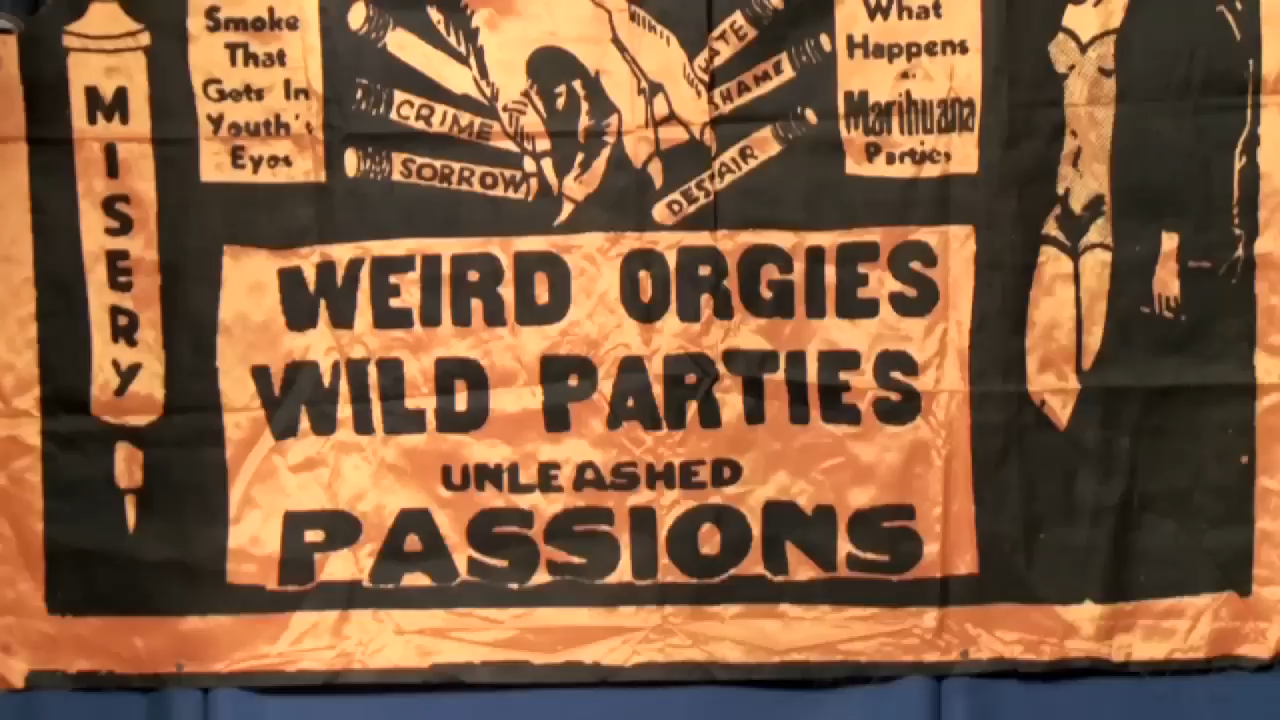 MISERY
Smoke
That
Gets In
Youth's
Eyes
CRIME
SORROW
HATE
SHAME
DESPAIR
What
Happens
at
Marihuana
Parties
WEIRD ORGIES
WILD PARTIES
UNLEASHED
PASSIONS